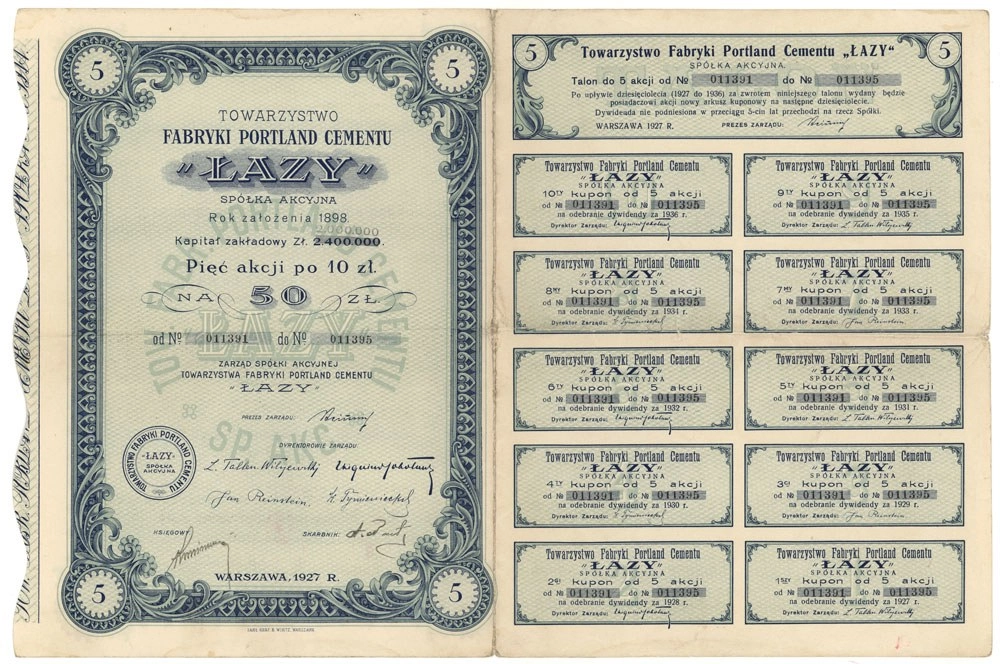 5
5
TOWARZYSTWO
FABRYKI PORTLAND CEMENTU
"ŁAZY"
SPÓŁKA AKCYJNA
Rok założenia 1898.
2.000.000
Kapitał zakładowy Zł. 2.400.000.
Pięć akcji po 10 zł.
NA 50 ZŁ
od № 011391 do № 011395
ZARZĄD SPÓŁKI AKCYJNEJ
TOWARZYSTWA FABRYKI PORTLAND CEMENTU
"ŁAZY"
PREZES ZARZĄDU:
DYREKTOROWIE ZARZĄDU:
TOWARZYSTWO FABRYKI PORTLAND CEMENTU
"ŁAZY"
SPÓŁKA
AKCYJNA
Jan Reinstein
KSIĘGOWY
SKARBNIK:
WARSZAWA, 1927 R.
5
5
5
5
Towarzystwo Fabryki Portland Cementu „ŁAZY“
SPÓŁKA AKCYJNA.
Talon do 5 akcji od № 011391 do № 011395
Po upływie dziesięciolecia (1927 do 1936) za zwrotem niniejszego talonu wydany będzie
posiadaczowi akcji nowy arkusz kuponowy na następne dziesięciolecie.
Dywidenda nie podniesiona w przeciągu 5-ciu lat przechodzi na rzecz Spółki.
WARSZAWA 1927 R. PREZES ZARZĄDU:
Towarzystwo Fabryki Portland Cementu
"ŁAZY"
SPÓŁKA AKCYJNA
10TY kupon od 5 akcji
od № 011391 do № 011395
na odebranie dywidendy za 1936 r.
Dyrektor Zarządu:
Towarzystwo Fabryki Portland Cementu
"ŁAZY"
SPÓŁKA AKCYJNA
9TY kupon od 5 akcji
od № 011391 do № 011395
na odebranie dywidendy za 1935 r.
Dyrektor Zarządu:
Towarzystwo Fabryki Portland Cementu
"ŁAZY"
SPÓŁKA AKCYJNA
8MY kupon od 5 akcji
od № 011391 do № 011395
na odebranie dywidendy za 1934 r.
Dyrektor Zarządu:
Towarzystwo Fabryki Portland Cementu
"ŁAZY"
SPÓŁKA AKCYJNA
7MY kupon od 5 akcji
od № 011391 do № 011395
na odebranie dywidendy za 1933 r.
Dyrektor Zarządu: Jan Reinstein
Towarzystwo Fabryki Portland Cementu
"ŁAZY"
SPÓŁKA AKCYJNA
6TY kupon od 5 akcji
od № 011391 do № 011395
na odebranie dywidendy za 1932 r.
Dyrektor Zarządu:
Towarzystwo Fabryki Portland Cementu
"ŁAZY"
SPÓŁKA AKCYJNA
5TY kupon od 5 akcji
od № 011391 do № 011395
na odebranie dywidendy za 1931 r.
Dyrektor Zarządu:
Towarzystwo Fabryki Portland Cementu
"ŁAZY"
SPÓŁKA AKCYJNA
4TY kupon od 5 akcji
od № 011391 do № 011395
na odebranie dywidendy za 1930 r.
Dyrektor Zarządu:
Towarzystwo Fabryki Portland Cementu
"ŁAZY"
SPÓŁKA AKCYJNA
3CI kupon od 5 akcji
od № 011391 do № 011395
na odebranie dywidendy za 1929 r.
Dyrektor Zarządu: Jan Reinstein
Towarzystwo Fabryki Portland Cementu
"ŁAZY"
SPÓŁKA AKCYJNA
2GI kupon od 5 akcji
od № 011391 do № 011395
na odebranie dywidendy za 1928 r.
Dyrektor Zarządu:
Towarzystwo Fabryki Portland Cementu
"ŁAZY"
SPÓŁKA AKCYJNA
1SZY kupon od 5 akcji
od № 011391 do № 011395
na odebranie dywidendy za 1927 r.
Dyrektor Zarządu: